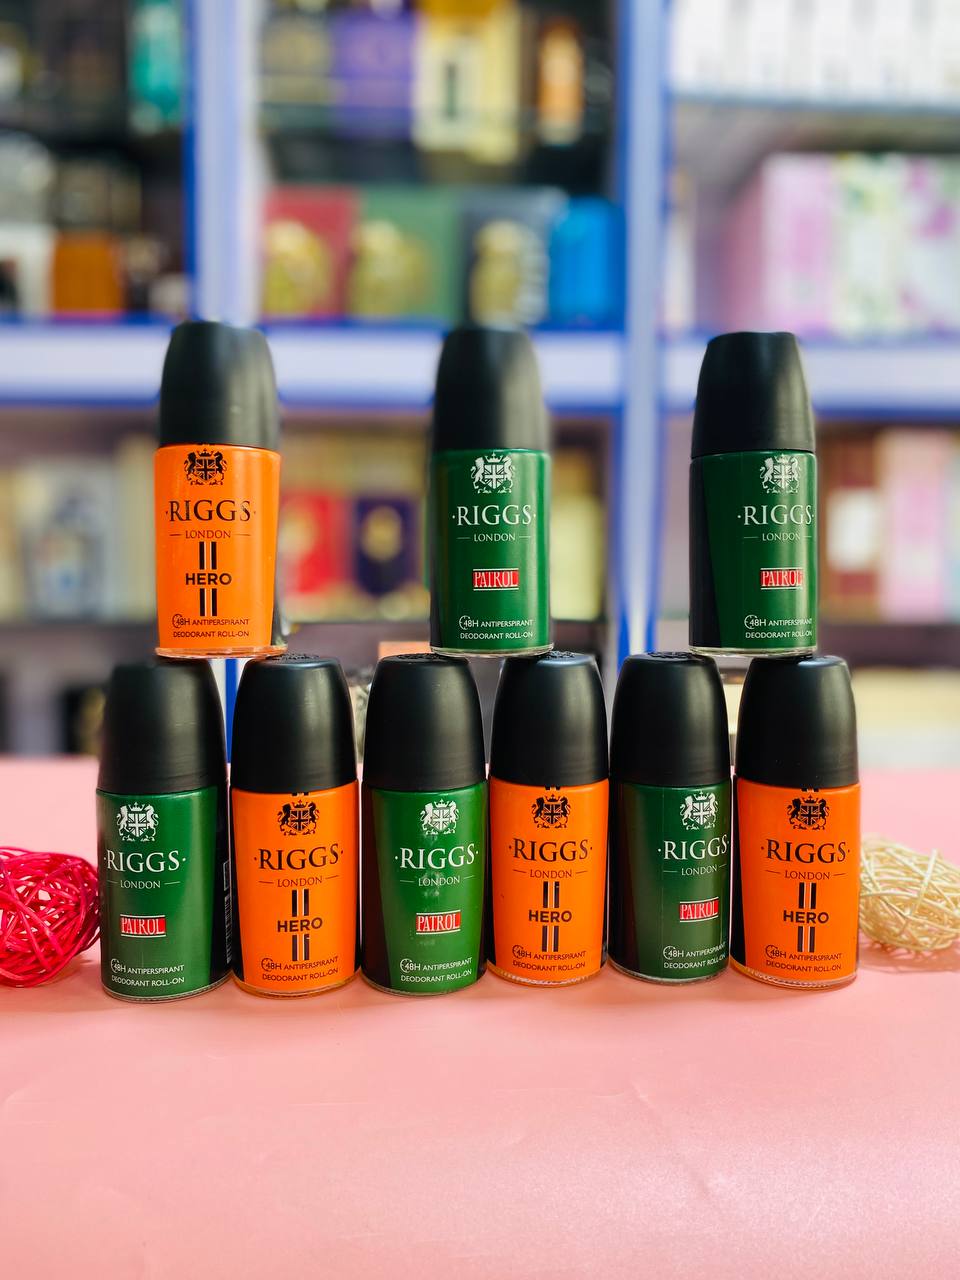 ·RIGGS·
LONDON
HERO
48H ANTIPERSPIRANT
DEODORANT ROLL-ON
·RIGGS·
LONDON
PATROL
48H ANTIPERSPIRANT
DEODORANT ROLL-ON
·RIGGS
LONDON
PATROL
48H ANTIPERSPIRANT
DEODORANT ROLL-ON
·RIGGS·
LONDON
PATROL
48H ANTIPERSPIRANT
DEODORANT ROLL-ON
·RIGGS·
LONDON
HERO
48H ANTIPERSPIRANT
DEODORANT ROLL-ON
·RIGGS·
LONDON
PATROL
48H ANTIPERSPIRANT
DEODORANT ROLL-ON
·RIGGS·
LONDON
HERO
48H ANTIPERSPIRANT
DEODORANT ROLL-ON
·RIGGS
LONDON
PATROL
48H ANTIPERSPIRANT
DEODORANT ROLL-ON
·RIGGS·
LONDON
HERO
48H ANTIPERSPIRANT
DEODORANT ROLL-ON